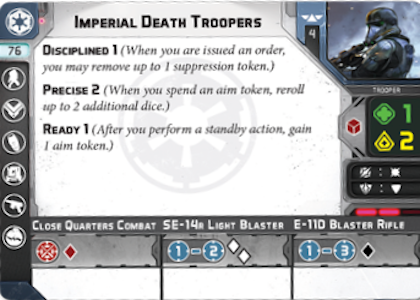 Imperial Death Troopers
4
76
Disciplined 1 (When you are issued an order,
you may remove up to 1 suppression token.)
Precise 2 (When you spend an aim token, reroll
up to 2 additional dice.)
Ready 1 (After you perform a standby action, gain
1 aim token.)
TROOPER
1
2
Close Quarters Combat SE-14r Light Blaster E-11D Blaster Rifle
1-2 1-3